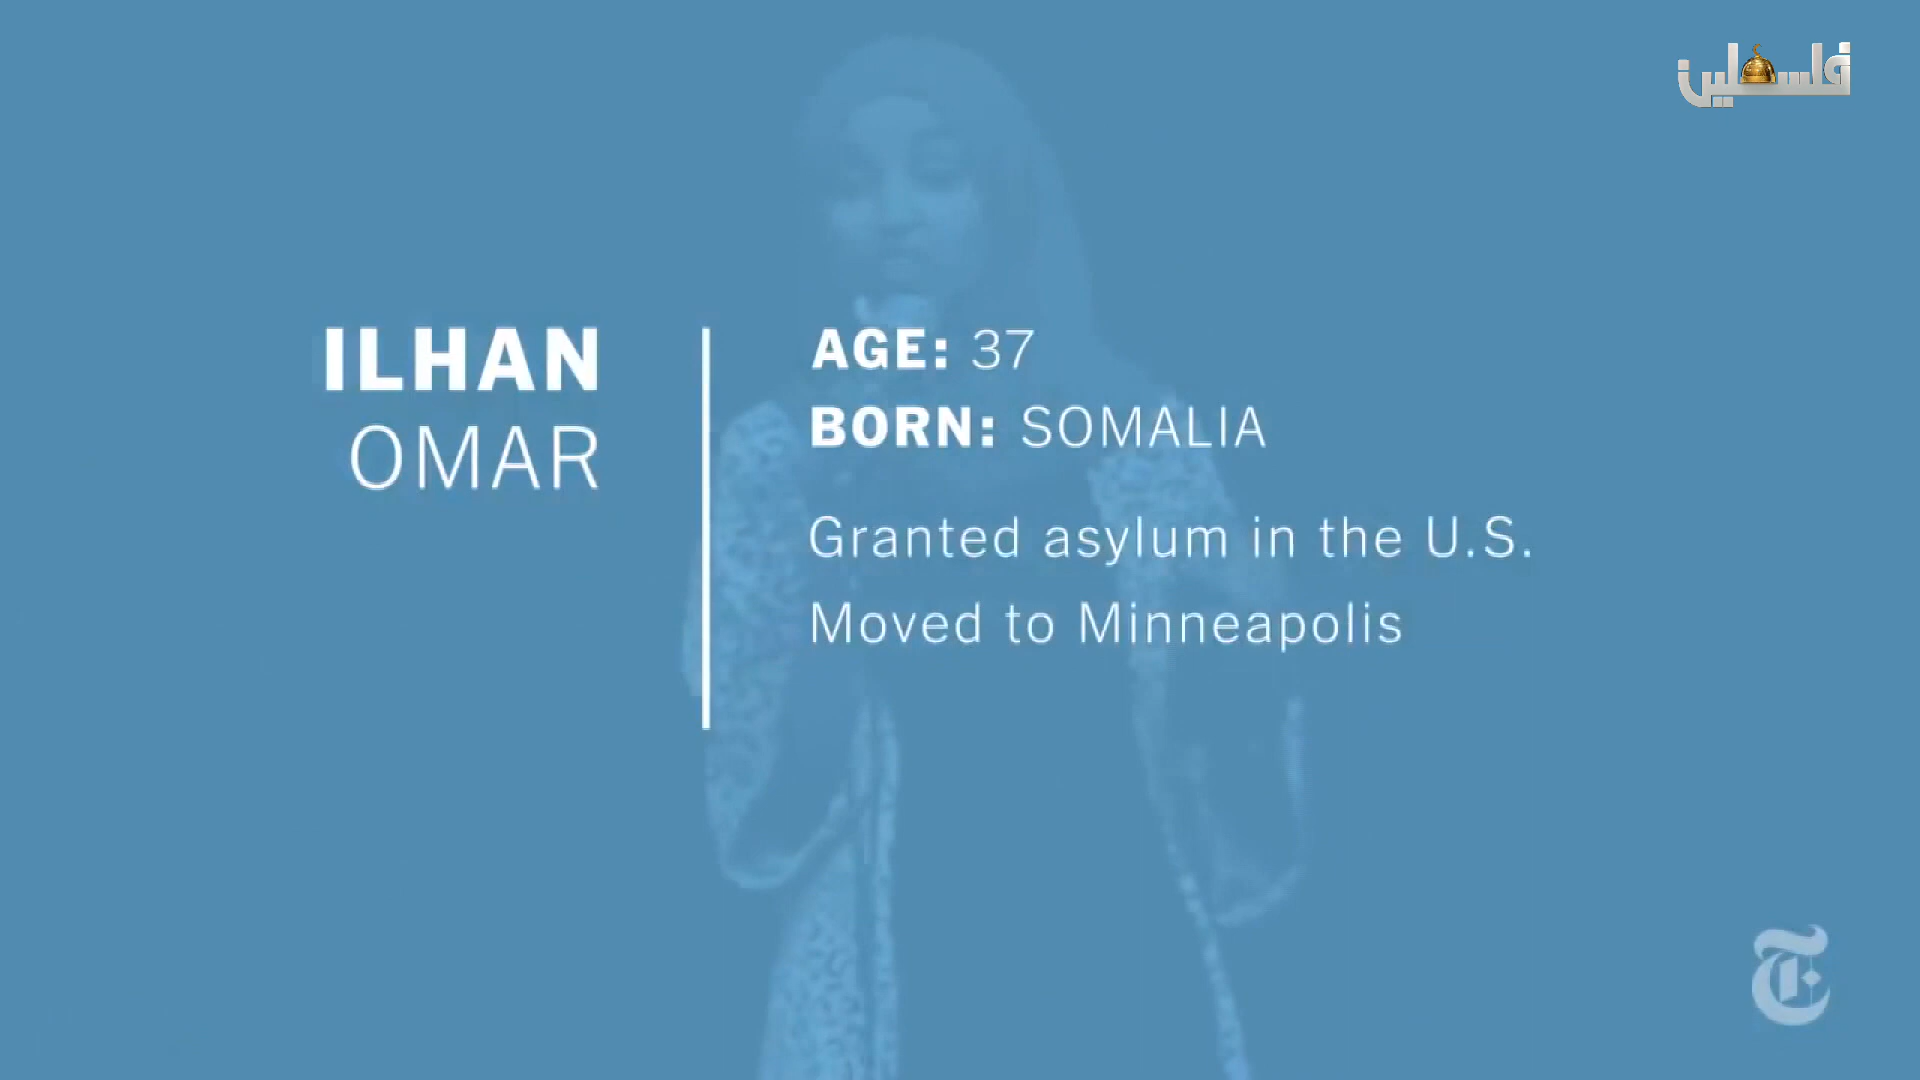 فلسطين
ILHAN
OMAR
AGE: 37
BORN: SOMALIA
Granted asylum in the U.S.
Moved to Minneapolis
T